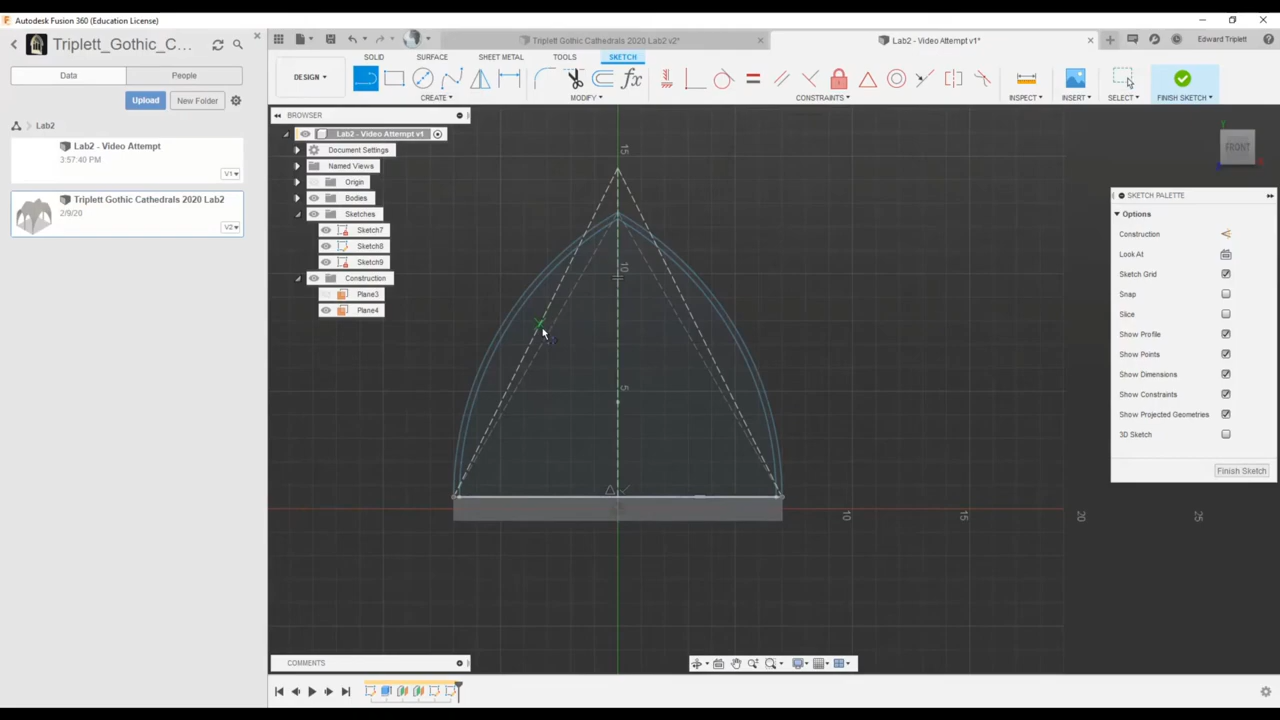 Autodesk Fusion 360 (Education License)
Triplett_Gothic_C...
Data
People
Upload
New Folder
Lab2
Lab2 - Video Attempt
3:57:40 PM
V1
Triplett Gothic Cathedrals 2020 Lab2
2/9/20
V2
Triplett Gothic Cathedrals 2020 Lab2 v2*
Lab2 - Video Attempt v1*
Edward Triplett
DESIGN
SOLID
SURFACE
SHEET METAL
TOOLS
SKETCH
CREATE
MODIFY
CONSTRAINTS
INSPECT
INSERT
SELECT
FINISH SKETCH
BROWSER
Lab2 - Video Attempt v1
Document Settings
Named Views
Origin
Bodies
Sketches
Sketch7
Sketch8
Sketch9
Construction
Plane3
Plane4
15
10
5
10
15
20
25
FRONT
SKETCH PALETTE
Options
Construction
Look At
Sketch Grid
Snap
Slice
Show Profile
Show Points
Show Dimensions
Show Constraints
Show Projected Geometries
3D Sketch
Finish Sketch
COMMENTS